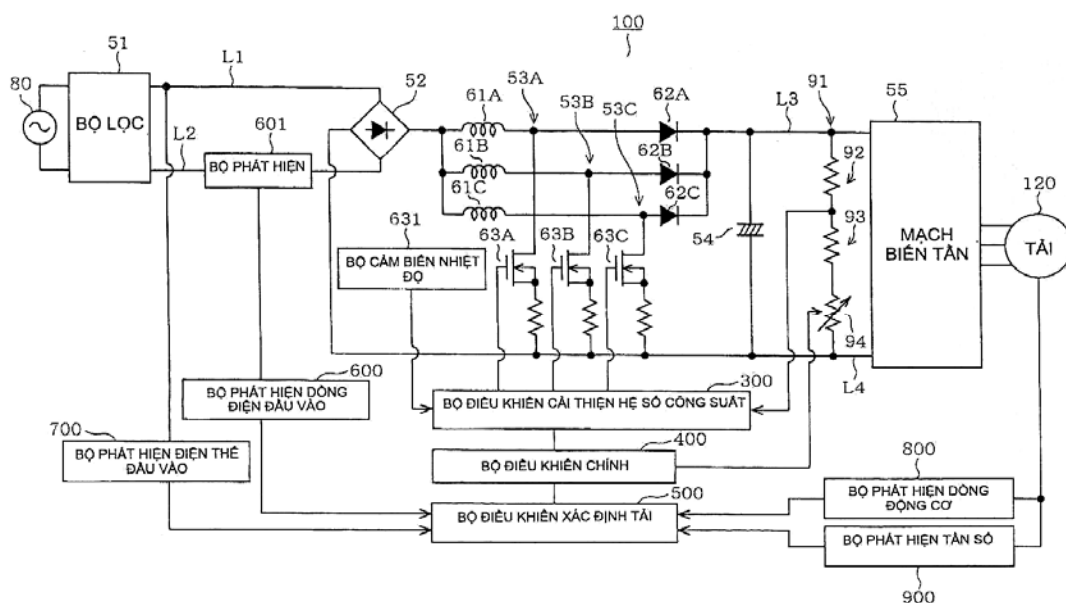 100
51
L1
52
80
BỘ LỌC
L2
601
BỘ PHÁT HIỆN
61A
53A
61B
53B
61C
53C
62A
62B
62C
L3
91
55
92
93
94
54
MẠCH
BIẾN TẦN
120
TẢI
L4
631
BỘ CẢM BIẾN NHIỆT
ĐỘ
63A
63B
63C
300
BỘ ĐIỀU KHIỂN CẢI THIỆN HỆ SỐ CÔNG SUẤT
600
BỘ PHÁT HIỆN DÒNG
ĐIỆN ĐẦU VÀO
400
BỘ ĐIỀU KHIỂN CHÍNH
700
BỘ PHÁT HIỆN ĐIỆN THẾ
ĐẦU VÀO
500
BỘ ĐIỀU KHIỂN XÁC ĐỊNH TẢI
800
BỘ PHÁT HIỆN DÒNG
ĐỘNG CƠ
BỘ PHÁT HIỆN TẦN SỐ
900